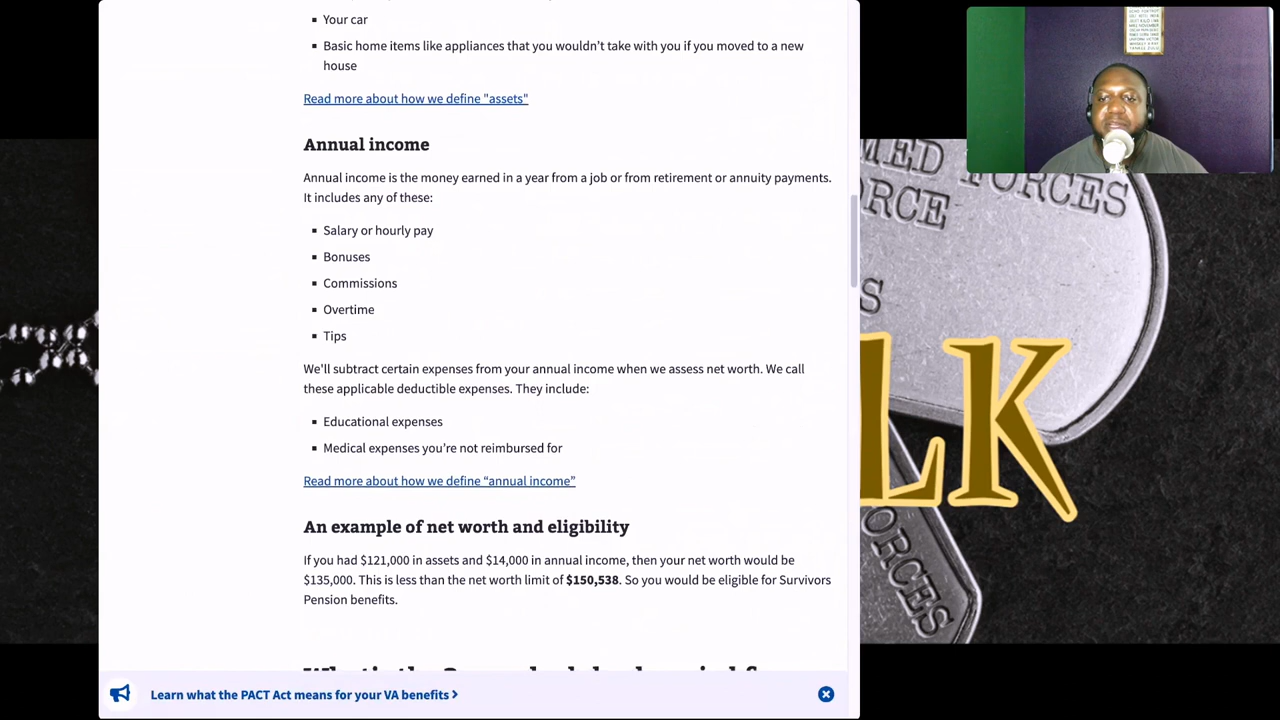 Your car
Basic home items like appliances that you wouldn’t take with you if you moved to a new
house
Read more about how we define "assets"
Annual income
Annual income is the money earned in a year from a job or from retirement or annuity payments.
It includes any of these:
Salary or hourly pay
Bonuses
Commissions
Overtime
Tips
We'll subtract certain expenses from your annual income when we assess net worth. We call
these applicable deductible expenses. They include:
Educational expenses
Medical expenses you’re not reimbursed for
Read more about how we define “annual income”
An example of net worth and eligibility
If you had $121,000 in assets and $14,000 in annual income, then your net worth would be
$135,000. This is less than the net worth limit of $150,538. So you would be eligible for Survivors
Pension benefits.
Learn what the PACT Act means for your VA benefits
MED FORCES
ORCE
S
LK
FORCES